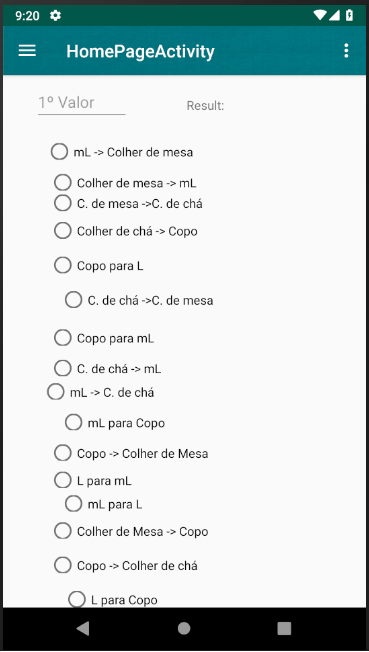 9:20
HomePageActivity
1º Valor
Result:
mL -> Colher de mesa
Colher de mesa -> mL
C. de mesa ->C. de chá
Colher de chá -> Copo
Copo para L
C. de chá ->C. de mesa
Copo para mL
C. de chá -> mL
mL -> C. de chá
mL para Copo
Copo -> Colher de Mesa
L para mL
mL para L
Colher de Mesa -> Copo
Copo -> Colher de chá
L para Copo